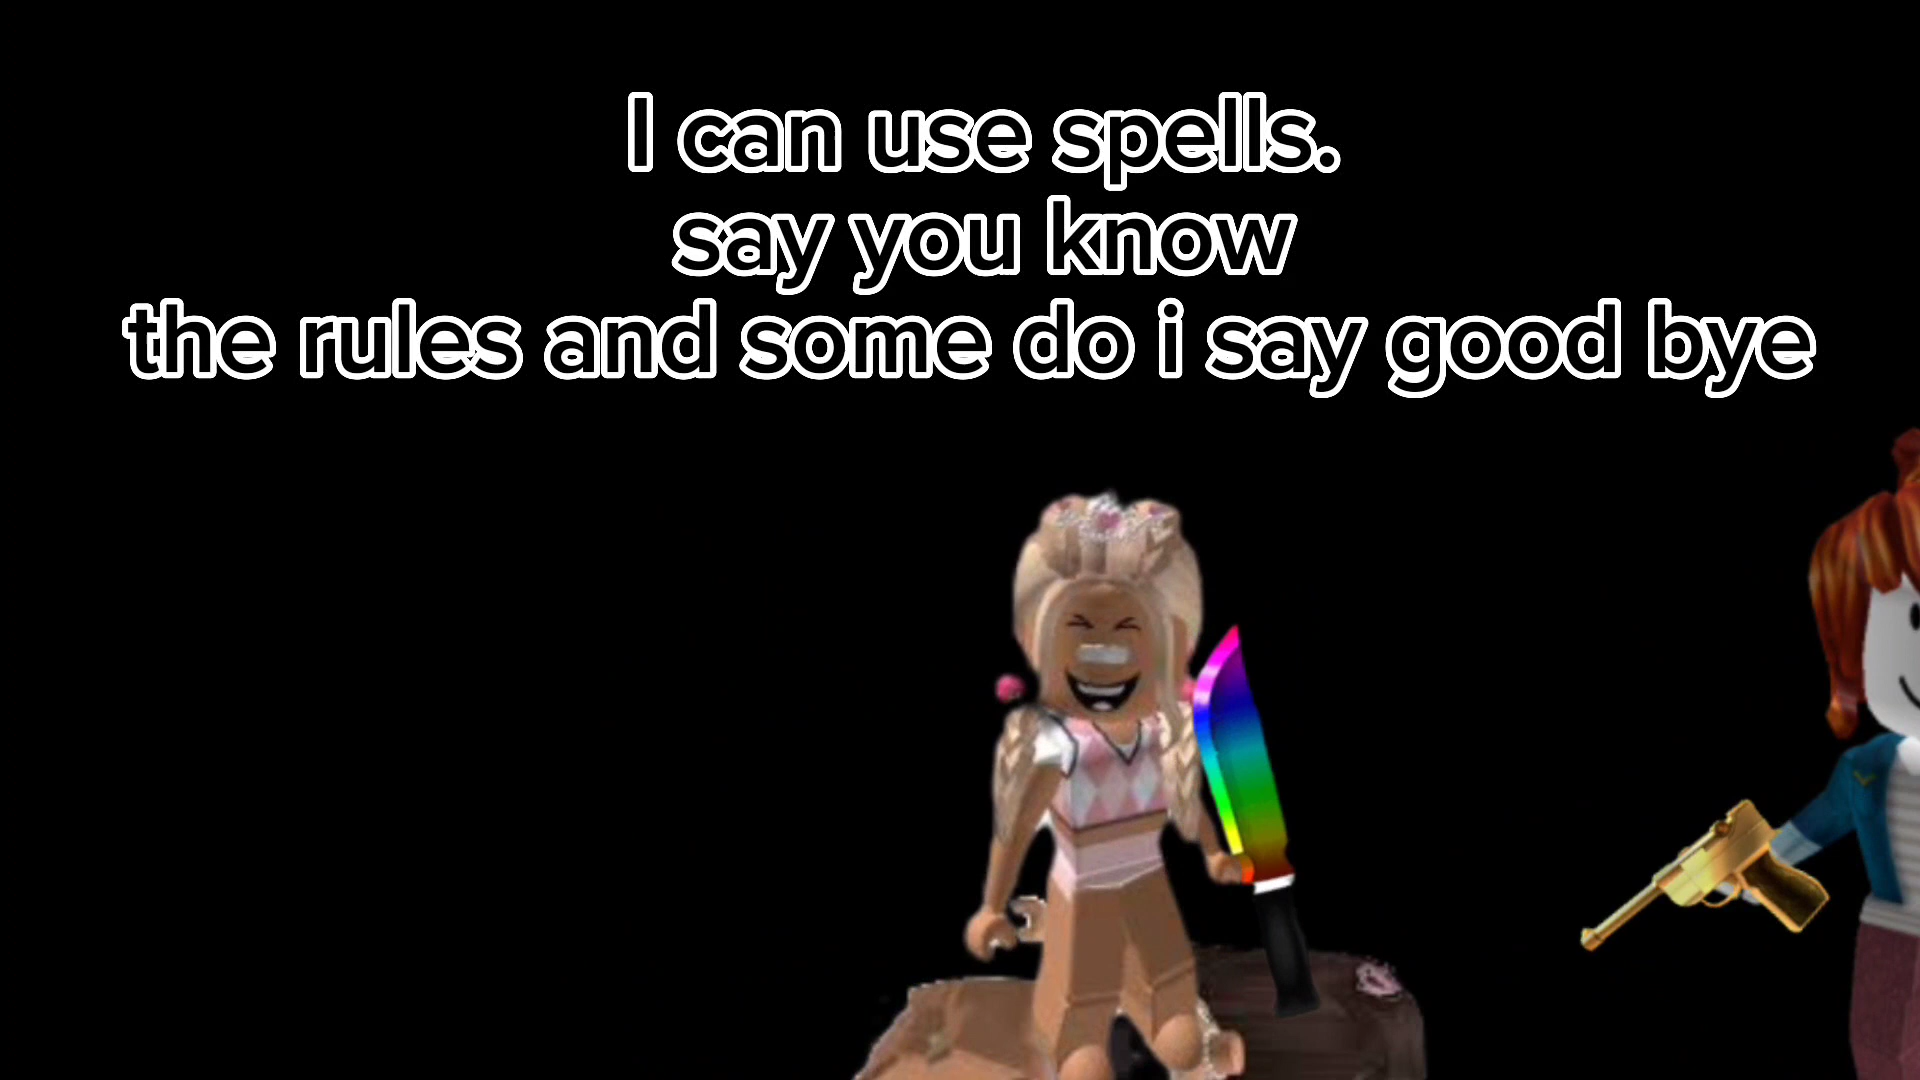 I can use spells.
say you know
the rules and some do i say good bye